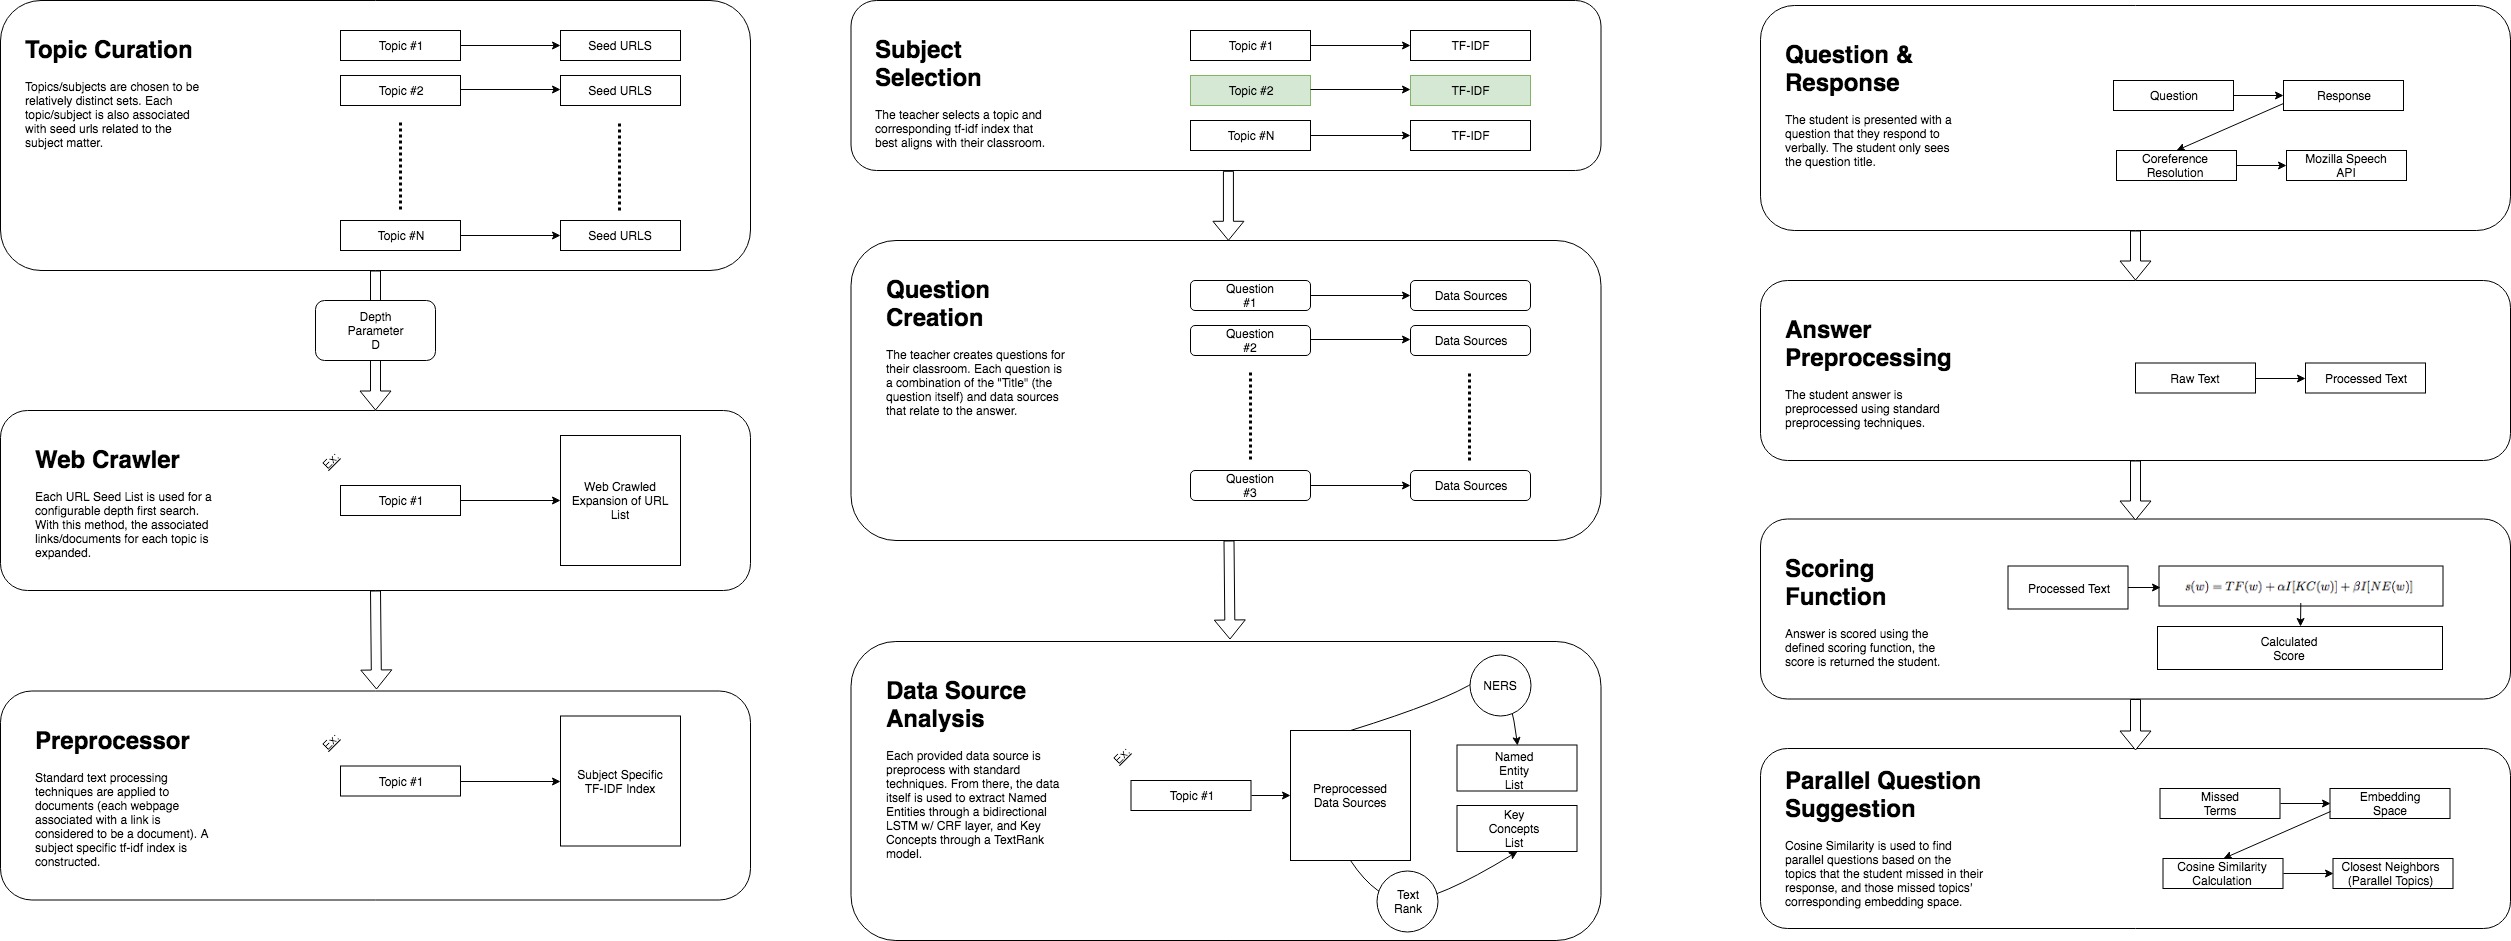 Topic Curation
Topics/subjects are chosen to be
relatively distinct sets. Each
topic/subject is also associated
with seed urls related to the
subject matter.
Topic #1
Seed URLS
Topic #2
Seed URLS
Topic #N
Seed URLS
Depth
Parameter
D
Web Crawler
Each URL Seed List is used for a
configurable depth first search.
With this method, the associated
links/documents for each topic is
expanded.
Ex:
Topic #1
Web Crawled
Expansion of URL
List
Preprocessor
Standard text processing
techniques are applied to
documents (each webpage
associated with a link is
considered to be a document). A
subject specific tf-idf index is
constructed.
Ex:
Topic #1
Subject Specific
TF-IDF Index
Subject
Selection
The teacher selects a topic and
corresponding tf-idf index that
best aligns with their classroom.
Topic #1
TF-IDF
Topic #2
TF-IDF
Topic #N
TF-IDF
Question
Creation
The teacher creates questions for
their classroom. Each question is
a combination of the "Title" (the
question itself) and data sources
that relate to the answer.
Question
#1
Data Sources
Question
#2
Data Sources
Question
#3
Data Sources
Data Source
Analysis
Each provided data source is
preprocess with standard
techniques. From there, the data
itself is used to extract Named
Entities through a bidirectional
LSTM w/ CRF layer, and Key
Concepts through a TextRank
model.
Ex:
Topic #1
Preprocessed
Data Sources
NERS
Named
Entity
List
Key
Concepts
List
Text
Rank
Question &
Response
The student is presented with a
question that they respond to
verbally. The student only sees
the question title.
Question
Response
Coreference
Resolution
Mozilla Speech
API
Answer
Preprocessing
The student answer is
preprocessed using standard
preprocessing techniques.
Raw Text
Processed Text
Scoring
Function
Answer is scored using the
defined scoring function, the
score is returned the student.
Processed Text
s(w) = TF(w) + αI[KC(w)] + βI[NE(w)]
Calculated
Score
Parallel Question
Suggestion
Cosine Similarity is used to find
parallel questions based on the
topics that the student missed in their
response, and those missed topics'
corresponding embedding space.
Missed
Terms
Embedding
Space
Cosine Similarity
Calculation
Closest Neighbors
(Parallel Topics)